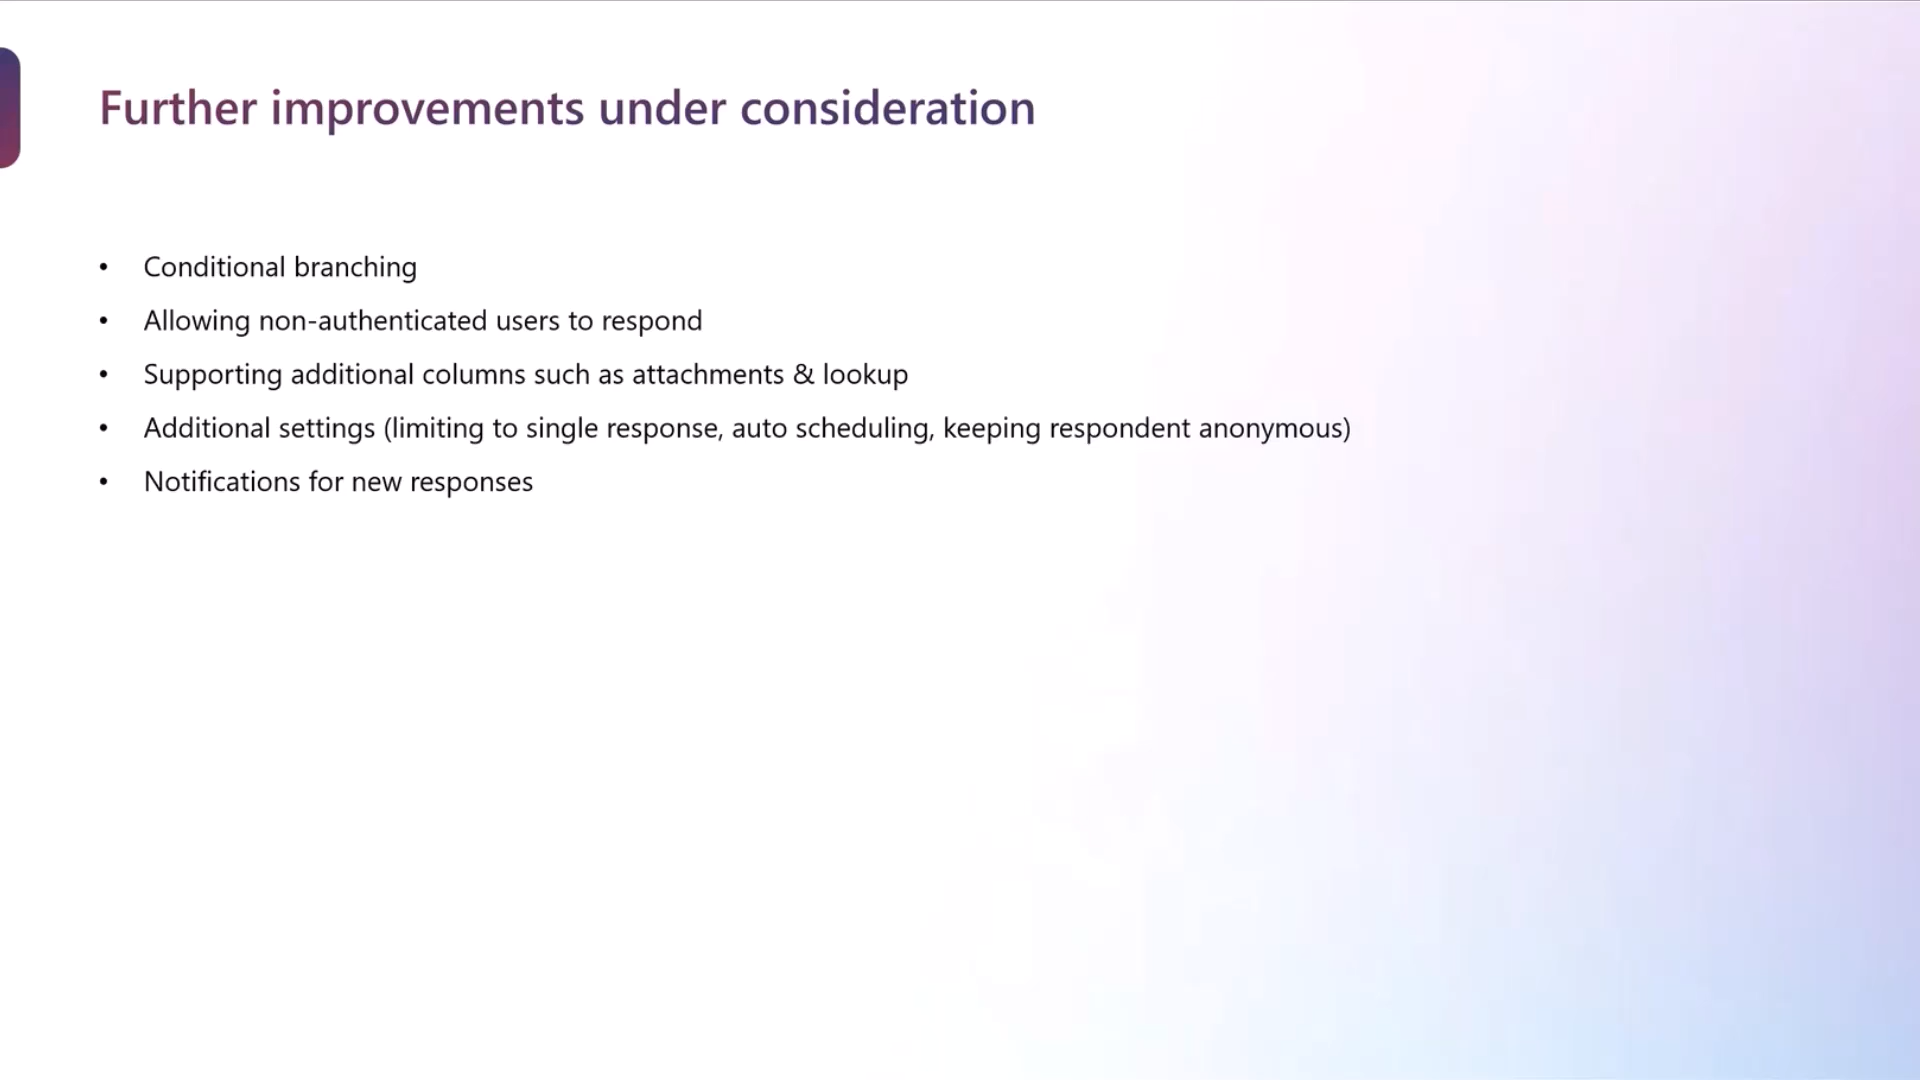 Further improvements under consideration
• Conditional branching
• Allowing non-authenticated users to respond
• Supporting additional columns such as attachments & lookup
• Additional settings (limiting to single response, auto scheduling, keeping respondent anonymous)
• Notifications for new responses